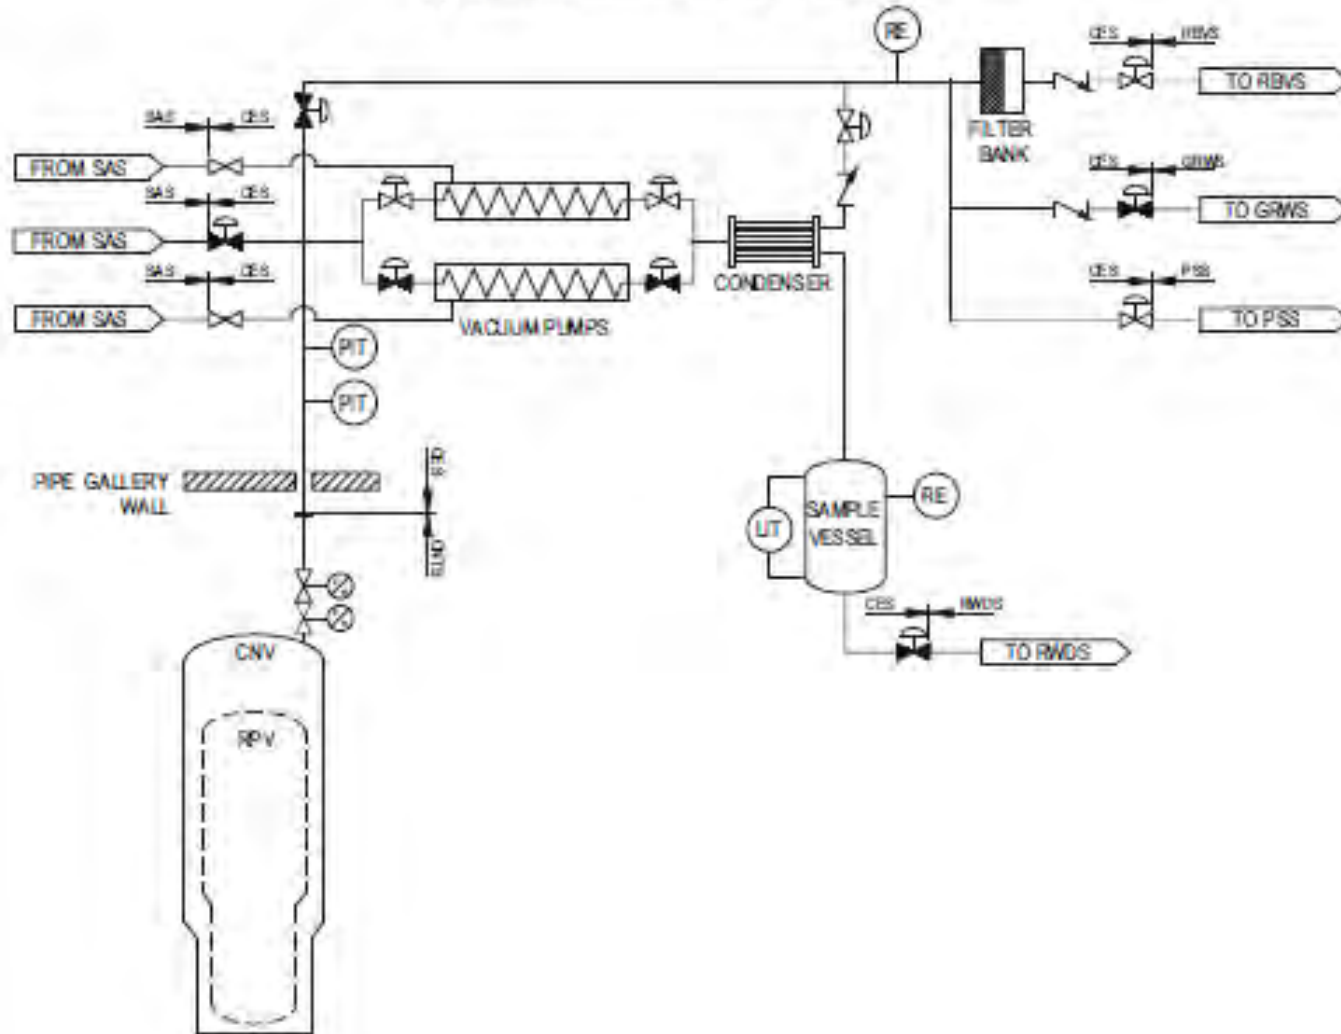 RE
CES
RBVS
TO RBVS
FILTER
BANK
SAS
CES
FROM SAS
SAS
CES
FROM SAS
SAS
CES
FROM SAS
VACUUM PUMPS
CONDENSER
CES
GRWS
TO GRWS
CES
PSS
TO PSS
PIT
PIT
PIPE GALLERY
WALL
CES
CNTS
LIT
SAMPLE
VESSEL
RE
CES
RWDS
TO RWDS
CNV
RPV